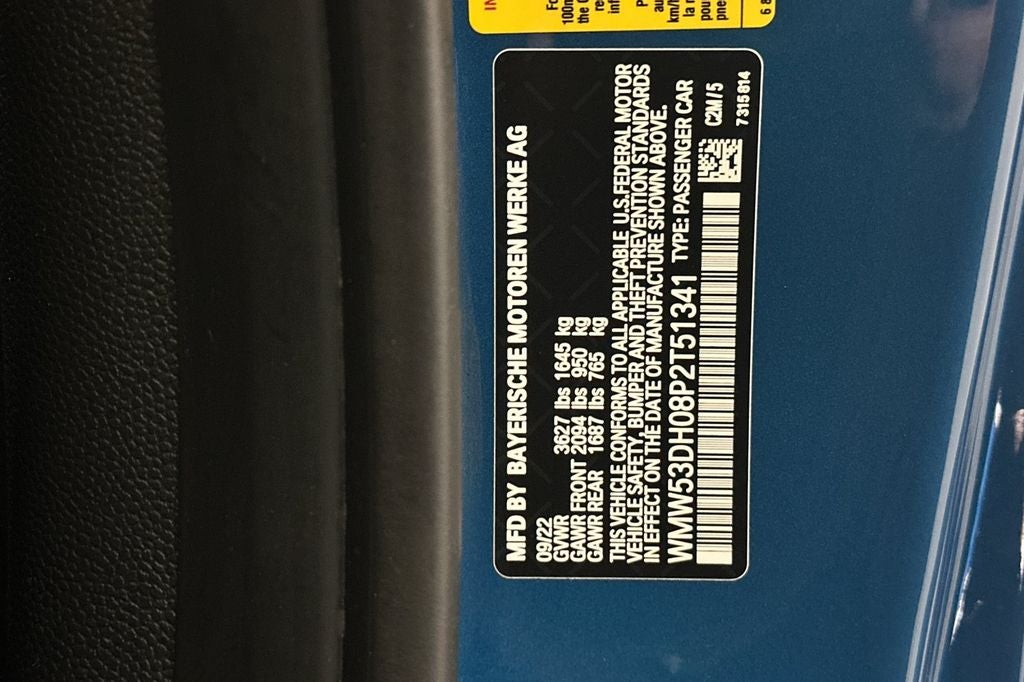 MFD BY BAYERISCHE MOTOREN WERKE AG
09/22
GVWR 3627 lbs 1645 kg
GAWR FRONT 2094 lbs 950 kg
GAWR REAR 1687 lbs 765 kg
THIS VEHICLE CONFORMS TO ALL APPLICABLE U.S. FEDERAL MOTOR
VEHICLE SAFETY, BUMPER AND THEFT PREVENTION STANDARDS
IN EFFECT ON THE DATE OF MANUFACTURE SHOWN ABOVE.
WMW53DH08P2T51341 TYPE: PASSENGER CAR
C2M/5
7315814